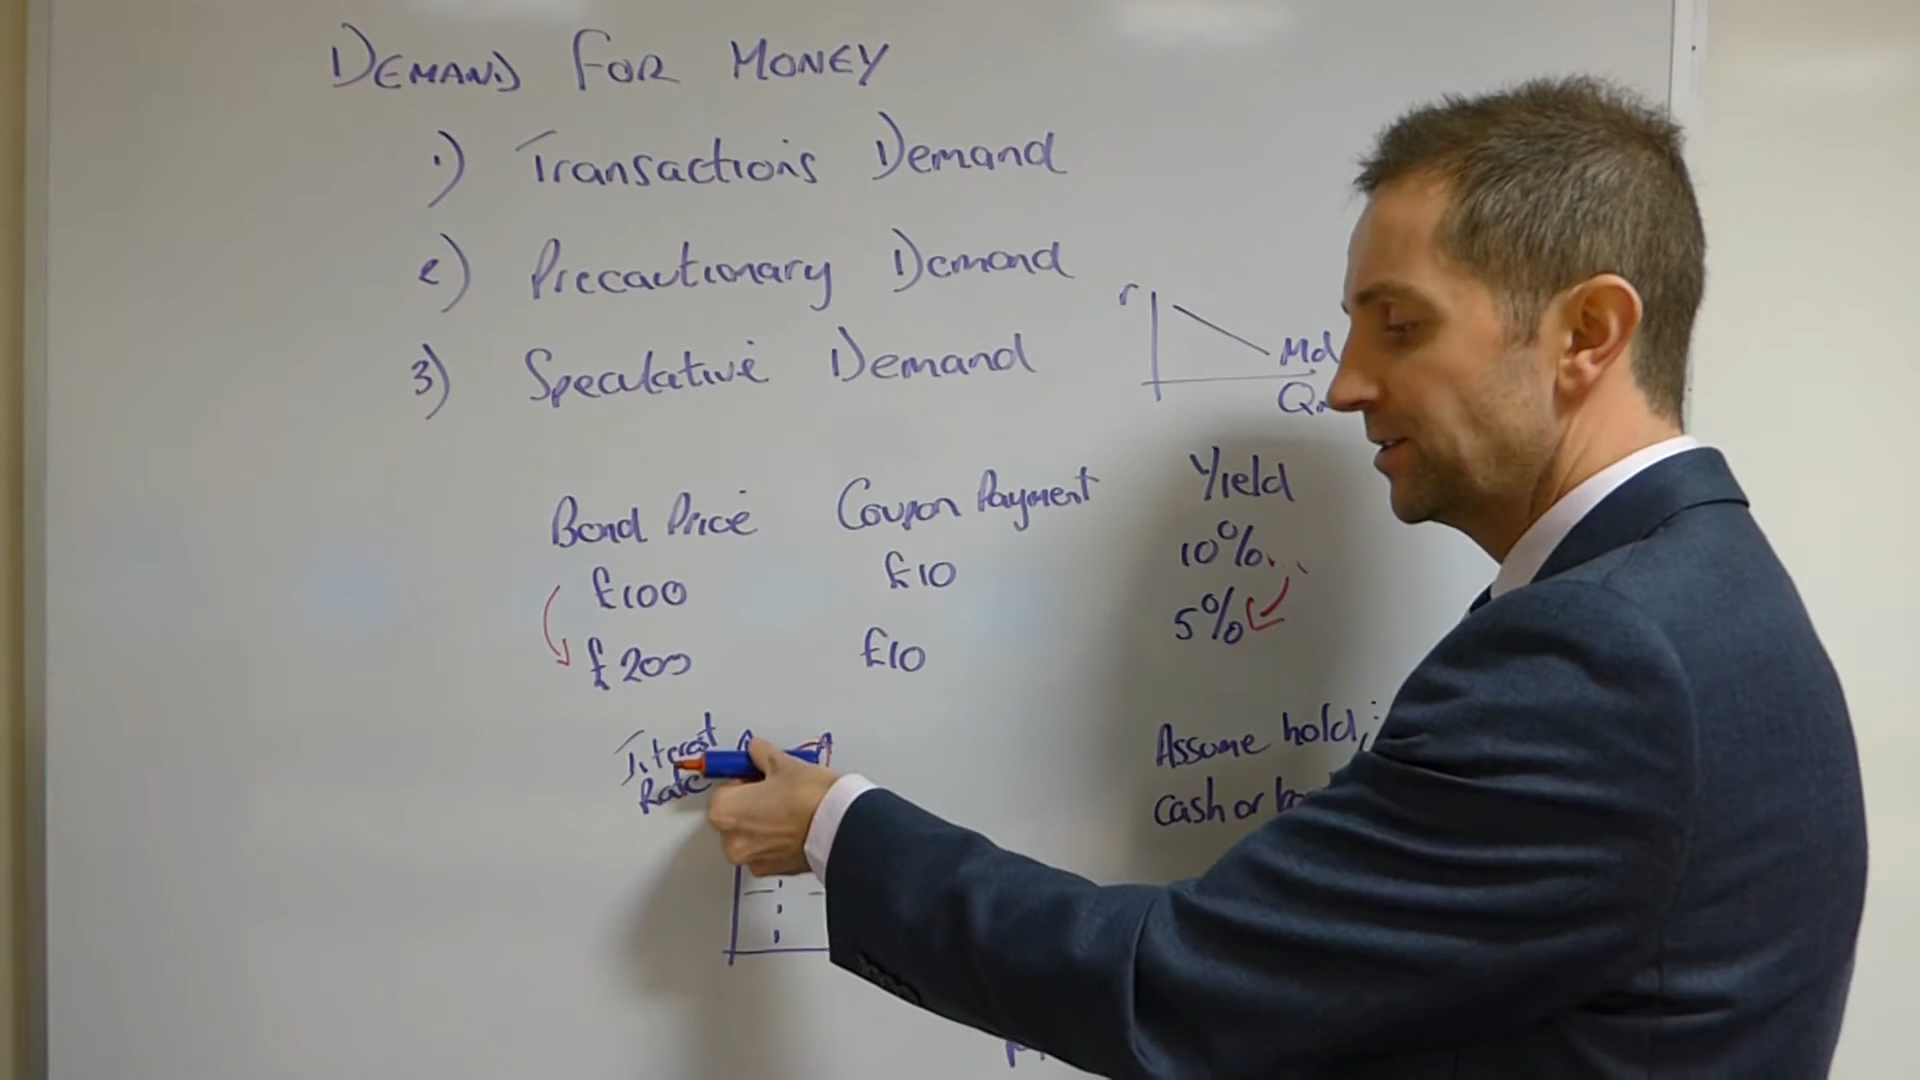 DEMAND FOR MONEY
1) Transactions Demand
2) Precautionary Demand
3) Speculative Demand
r
Md
Bond Price Coupon Payment Yield
£100 £10 10%
£200 £10 5%
Interest
Rate
Assume hold
cash or